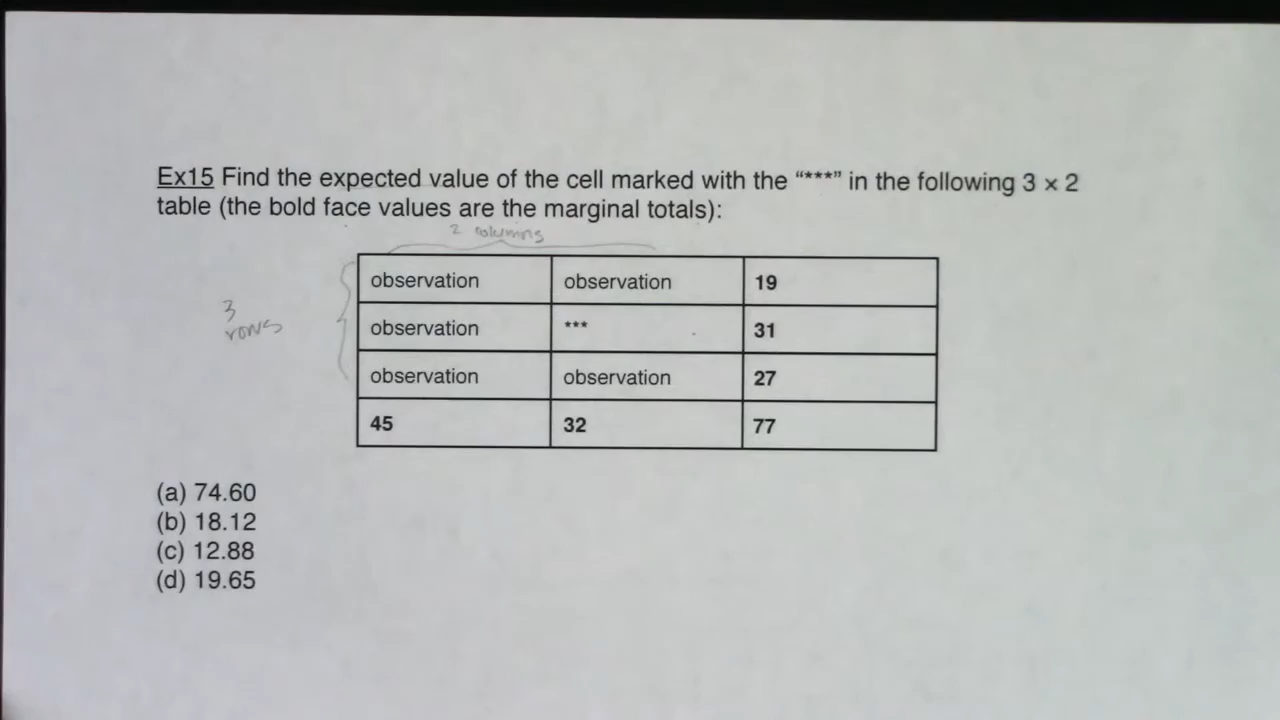 Ex15 Find the expected value of the cell marked with the “***” in the following 3 × 2
table (the bold face values are the marginal totals):
2 columns
3
rows
observation observation 19
observation *** 31
observation observation 27
45 32 77
(a) 74.60
(b) 18.12
(c) 12.88
(d) 19.65